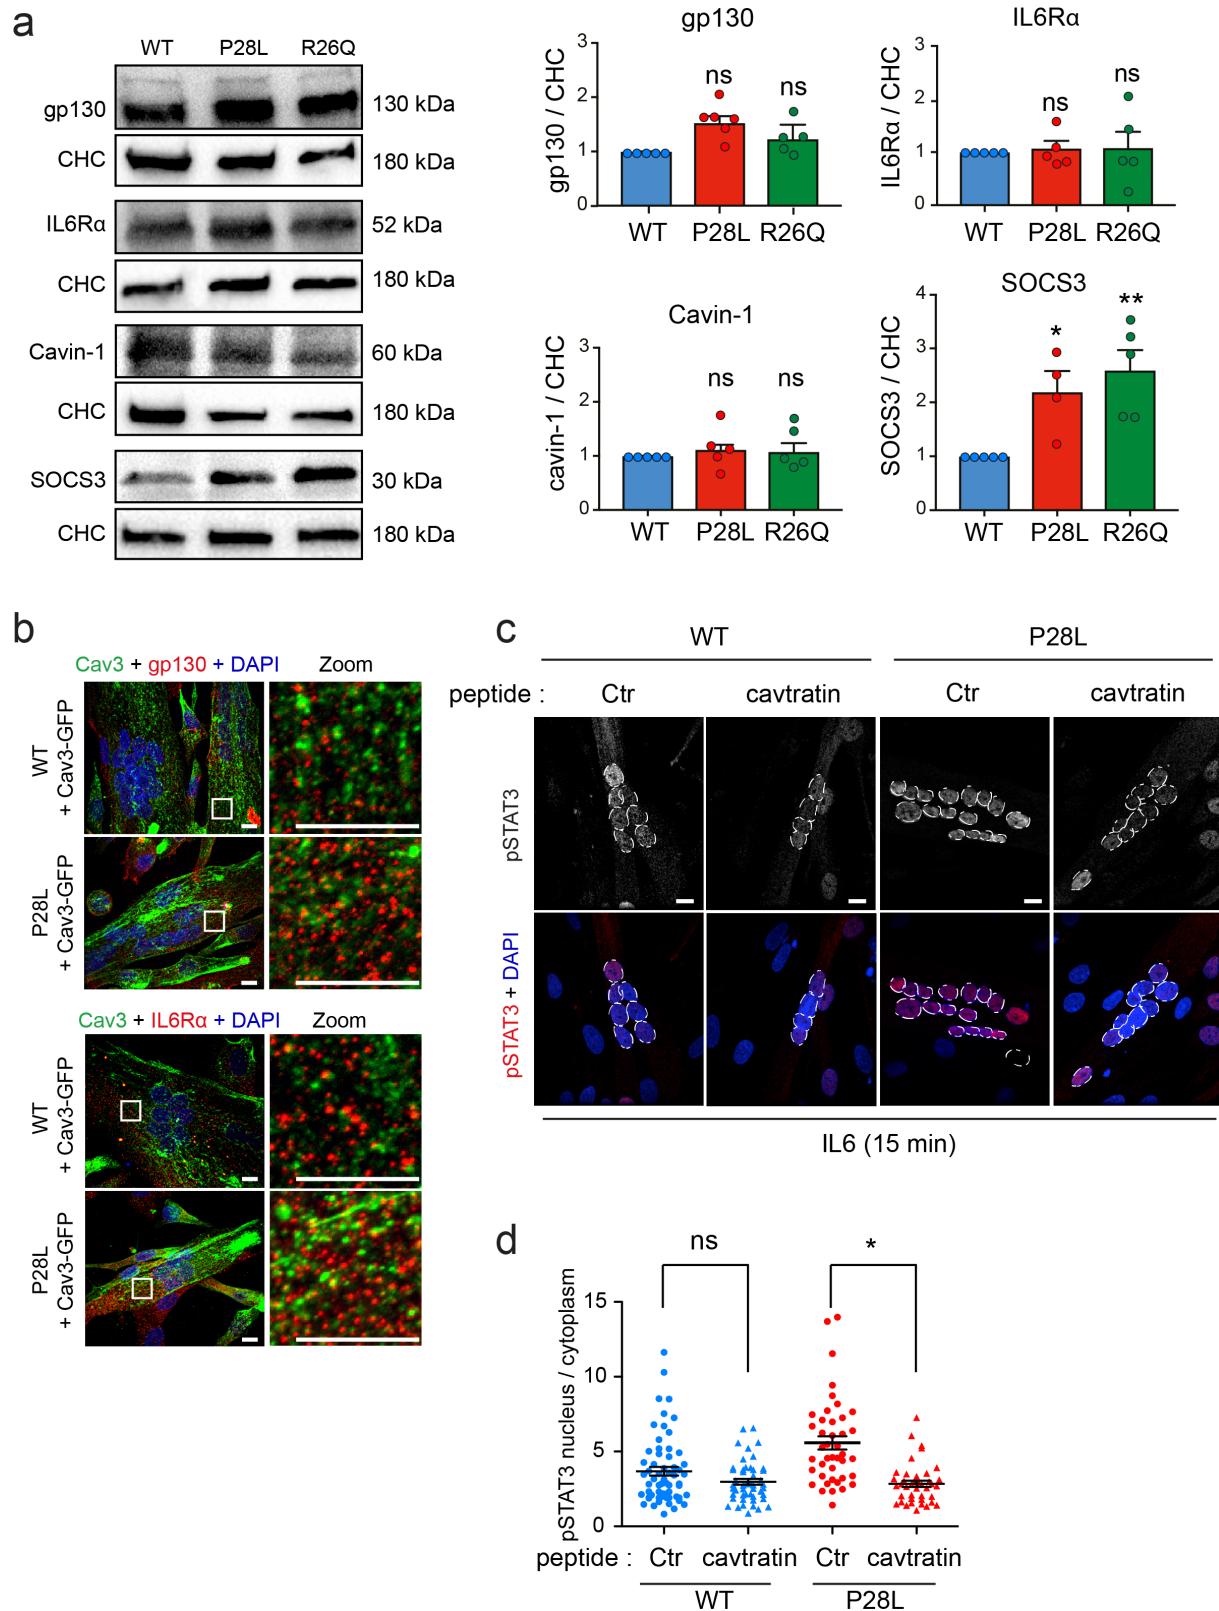 a
WT P28L R26Q
gp130 130 kDa
CHC 180 kDa
IL6Rα 52 kDa
CHC 180 kDa
Cavin-1 60 kDa
CHC 180 kDa
SOCS3 30 kDa
CHC 180 kDa
gp130
gp130 / CHC
3
2
1
0
ns ns
WT P28L R26Q
IL6Rα
IL6Rα / CHC
3
2
1
0
ns ns
WT P28L R26Q
Cavin-1
cavin-1 / CHC
3
2
1
0
ns ns
WT P28L R26Q
SOCS3
SOCS3 / CHC
4
3
2
1
0
* **
WT P28L R26Q
b
Cav3 + gp130 + DAPI Zoom
WT
+ Cav3-GFP
P28L
+ Cav3-GFP
Cav3 + IL6Rα + DAPI Zoom
WT
+ Cav3-GFP
P28L
+ Cav3-GFP
c
WT P28L
peptide : Ctr cavtratin Ctr cavtratin
pSTAT3
pSTAT3 + DAPI
IL6 (15 min)
d
ns *
pSTAT3 nucleus / cytoplasm
15
10
5
0
peptide : Ctr cavtratin Ctr cavtratin
WT P28L